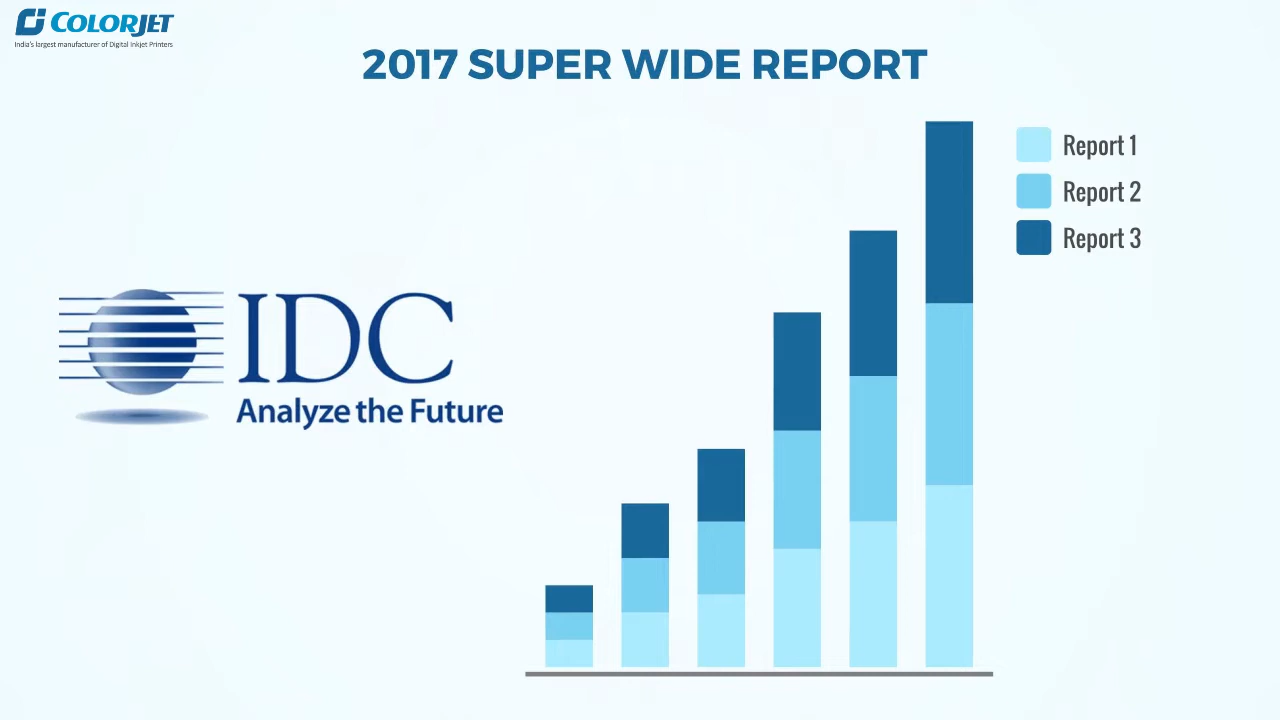 COLORJET
India's largest manufacturer of Digital Inkjet Printers
2017 SUPER WIDE REPORT
Report 1
Report 2
Report 3
IDC
Analyze the Future